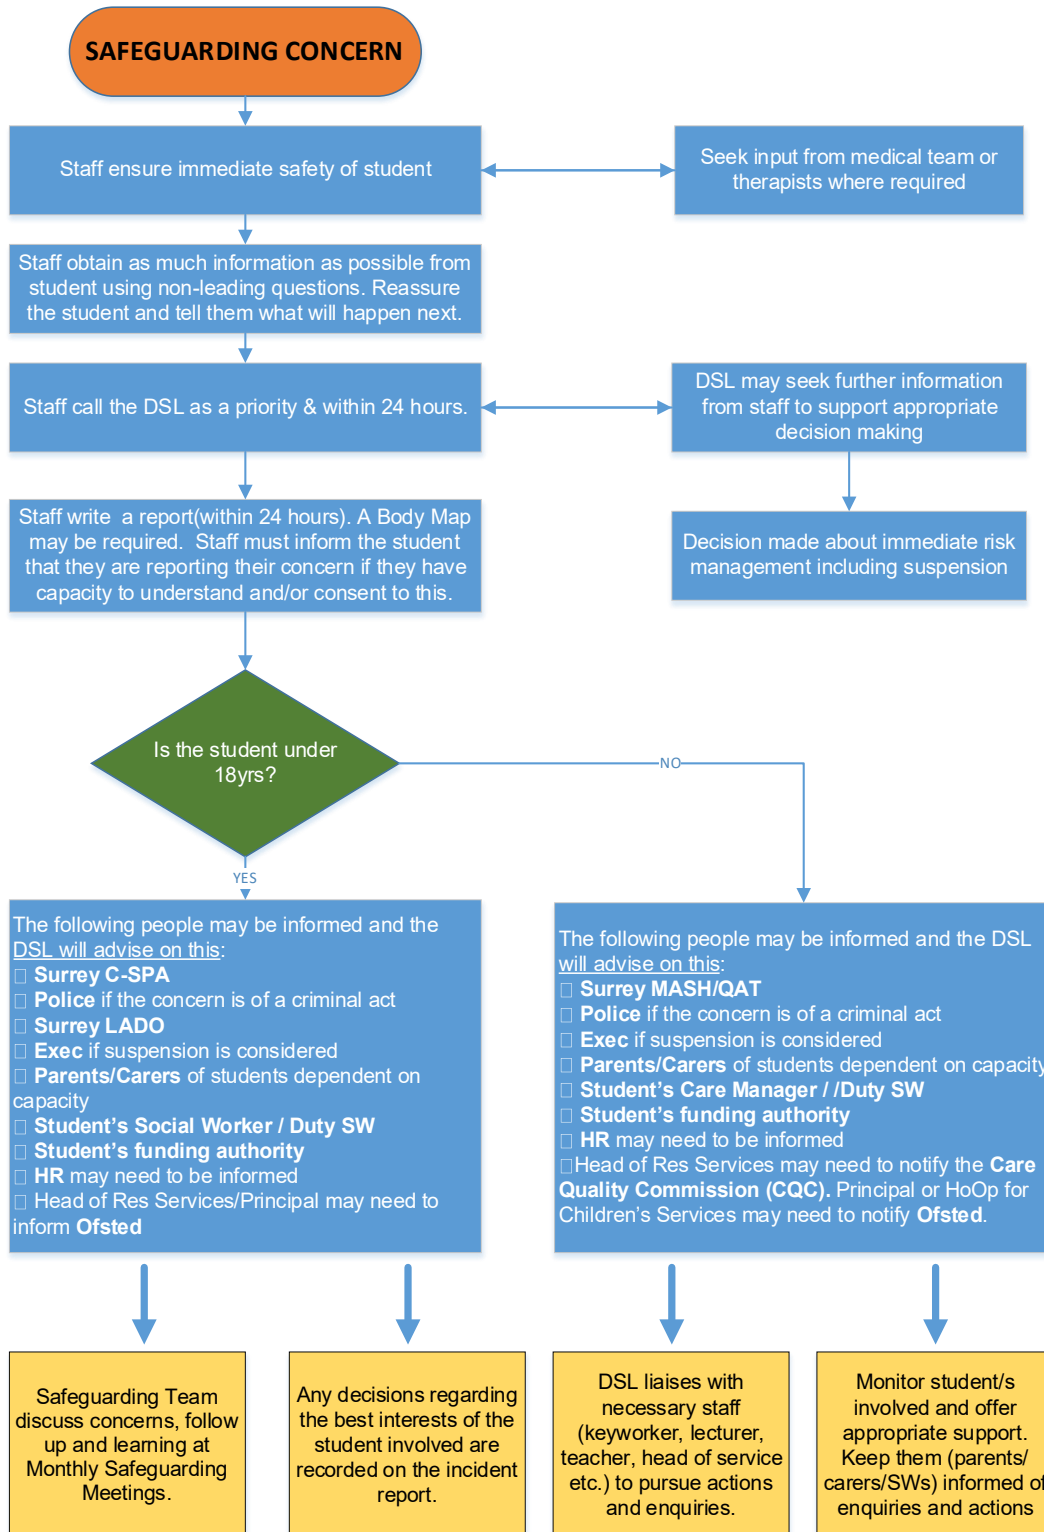 SAFEGUARDING CONCERN
Staff ensure immediate safety of student
Seek input from medical team or
therapists where required
Staff obtain as much information as possible from
student using non-leading questions. Reassure
the student and tell them what will happen next.
Staff call the DSL as a priority & within 24 hours.
DSL may seek further information
from staff to support appropriate
decision making
Staff write  a report(within 24 hours). A Body Map
may be required.  Staff must inform the student
that they are reporting their concern if they have
capacity to understand and/or consent to this.
Decision made about immediate risk
management including suspension
Is the student under
18yrs?
NO
YES
The following people may be informed and the
DSL will advise on this:
□ Surrey C-SPA
□ Police if the concern is of a criminal act
□ Surrey LADO
□ Exec if suspension is considered
□ Parents/Carers of students dependent on
capacity
□ Student’s Social Worker / Duty SW
□ Student’s funding authority
□ HR may need to be informed
□ Head of Res Services/Principal may need to
inform Ofsted
The following people may be informed and the DSL
will advise on this:
□ Surrey MASH/QAT
□ Police if the concern is of a criminal act
□ Exec if suspension is considered
□ Parents/Carers of students dependent on capacity
□ Student’s Care Manager / /Duty SW
□ Student’s funding authority
□ HR may need to be informed
□Head of Res Services may need to notify the Care
Quality Commission (CQC). Principal or HoOp for
Children’s Services may need to notify Ofsted.
Safeguarding Team
discuss concerns, follow
up and learning at
Monthly Safeguarding
Meetings.
Any decisions regarding
the best interests of the
student involved are
recorded on the incident
report.
DSL liaises with
necessary staff
(keyworker, lecturer,
teacher, head of service
etc.) to pursue actions
and enquiries.
Monitor student/s
involved and offer
appropriate support.
Keep them (parents/
carers/SWs) informed of
enquiries and actions